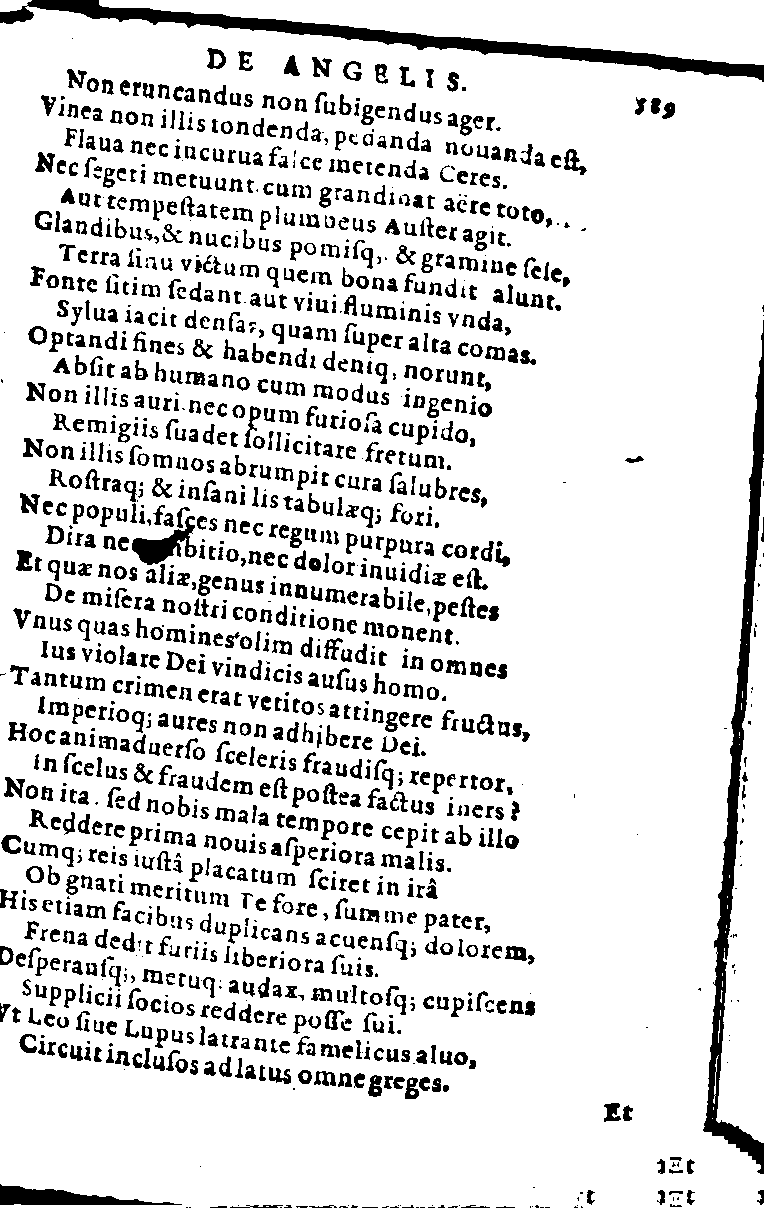 DE ANGELIS.
389
Non eruncandus non ſubigendus ager.
Vinea non illis tondenda, pedanda nouanda eſt,
Flaua nec incurua falce metenda Ceres.
Nec ſegeti metuunt cum grandinat aëre toto,
Aut tempeſtatem plumbeus Auſter agit.
Glandibus, & nucibus pomiſq; & gramine ſeſe,
Terra ſinu victum quem bona fundit alunt.
Fonte ſitim ſedant aut viui fluminis vnda,
Sylua iacit denſas, quam ſuper alta comas.
Optandi fines & habendi deniq; norunt,
Abſit ab humano cum modus ingenio
Non illis auri nec opum furioſa cupido,
Remigiis ſuadet ſollicitare fretum.
Non illis ſomnos abrumpit cura ſalubres,
Roſtraq; & inſani lis tabulæq; fori.
Nec populi, faſces nec regum purpura cordi,
Dira nec ambitio, nec dolor inuidiæ eſt.
Et quæ nos aliæ, genus innumerabile, peſtes
De miſera noſtri conditione monent.
Vnus quas homines olim diffudit in omnes
Ius violare Dei vindicis auſus homo.
Tantum crimen erat vetitos attingere fructus,
Imperioq; aures non adhibere Dei.
Hoc animaduerſo ſceleris fraudiſq; repertor,
In ſcelus & fraudem eſt poſtea factus iners?
Non ita. ſed nobis mala tempore cepit ab illo
Reddere prima nouis aſperiora malis.
Cumq; reis iuſtâ placatum ſciret in irâ
Ob gnati meritum Te fore, ſumme pater,
His etiam facibus duplicans acuenſq; dolorem,
Frena dedit furiis liberiora ſuis.
Deſperanſq;, metuq; audax, multoſq; cupiſcens
Supplicii ſocios reddere poſſe ſui.
Vt Leo ſiue Lupus latrante famelicus aluo,
Circuit incluſos ad latus omne greges.
Et